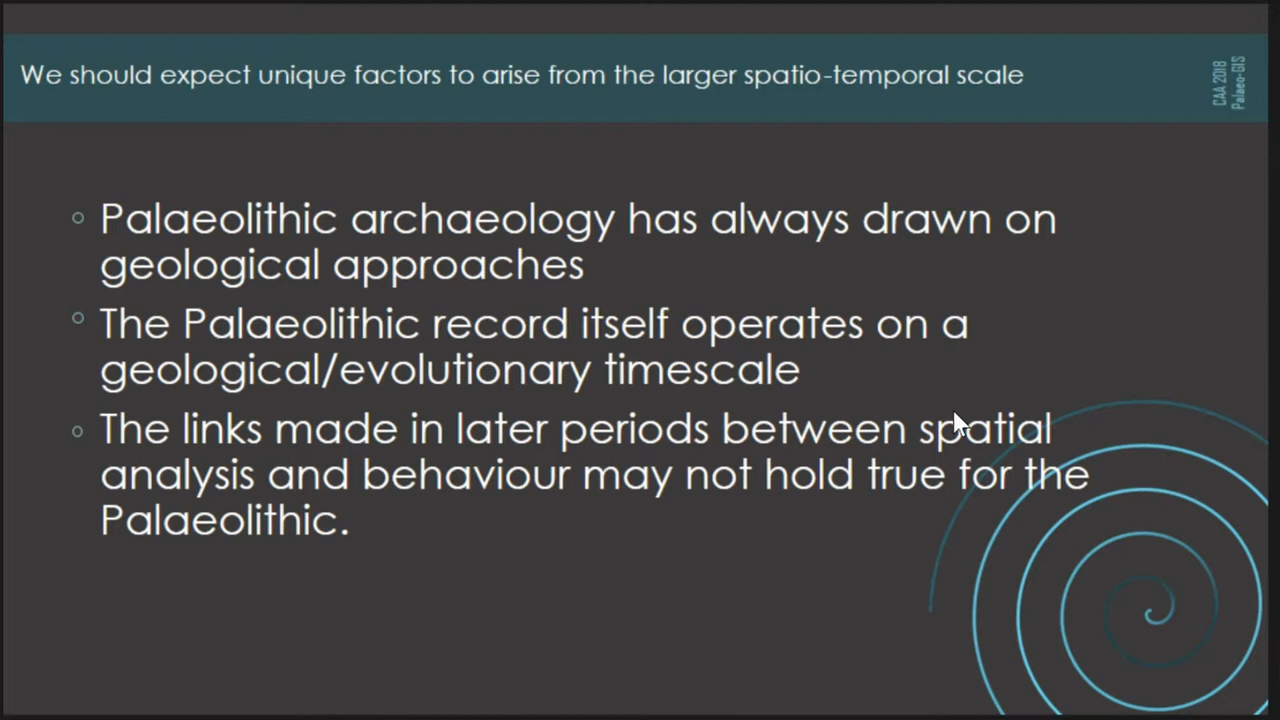 We should expect unique factors to arise from the larger spatio-temporal scale
CAA 2018
Palaeo-GIS
Palaeolithic archaeology has always drawn on
geological approaches
The Palaeolithic record itself operates on a
geological/evolutionary timescale
The links made in later periods between spatial
analysis and behaviour may not hold true for the
Palaeolithic.